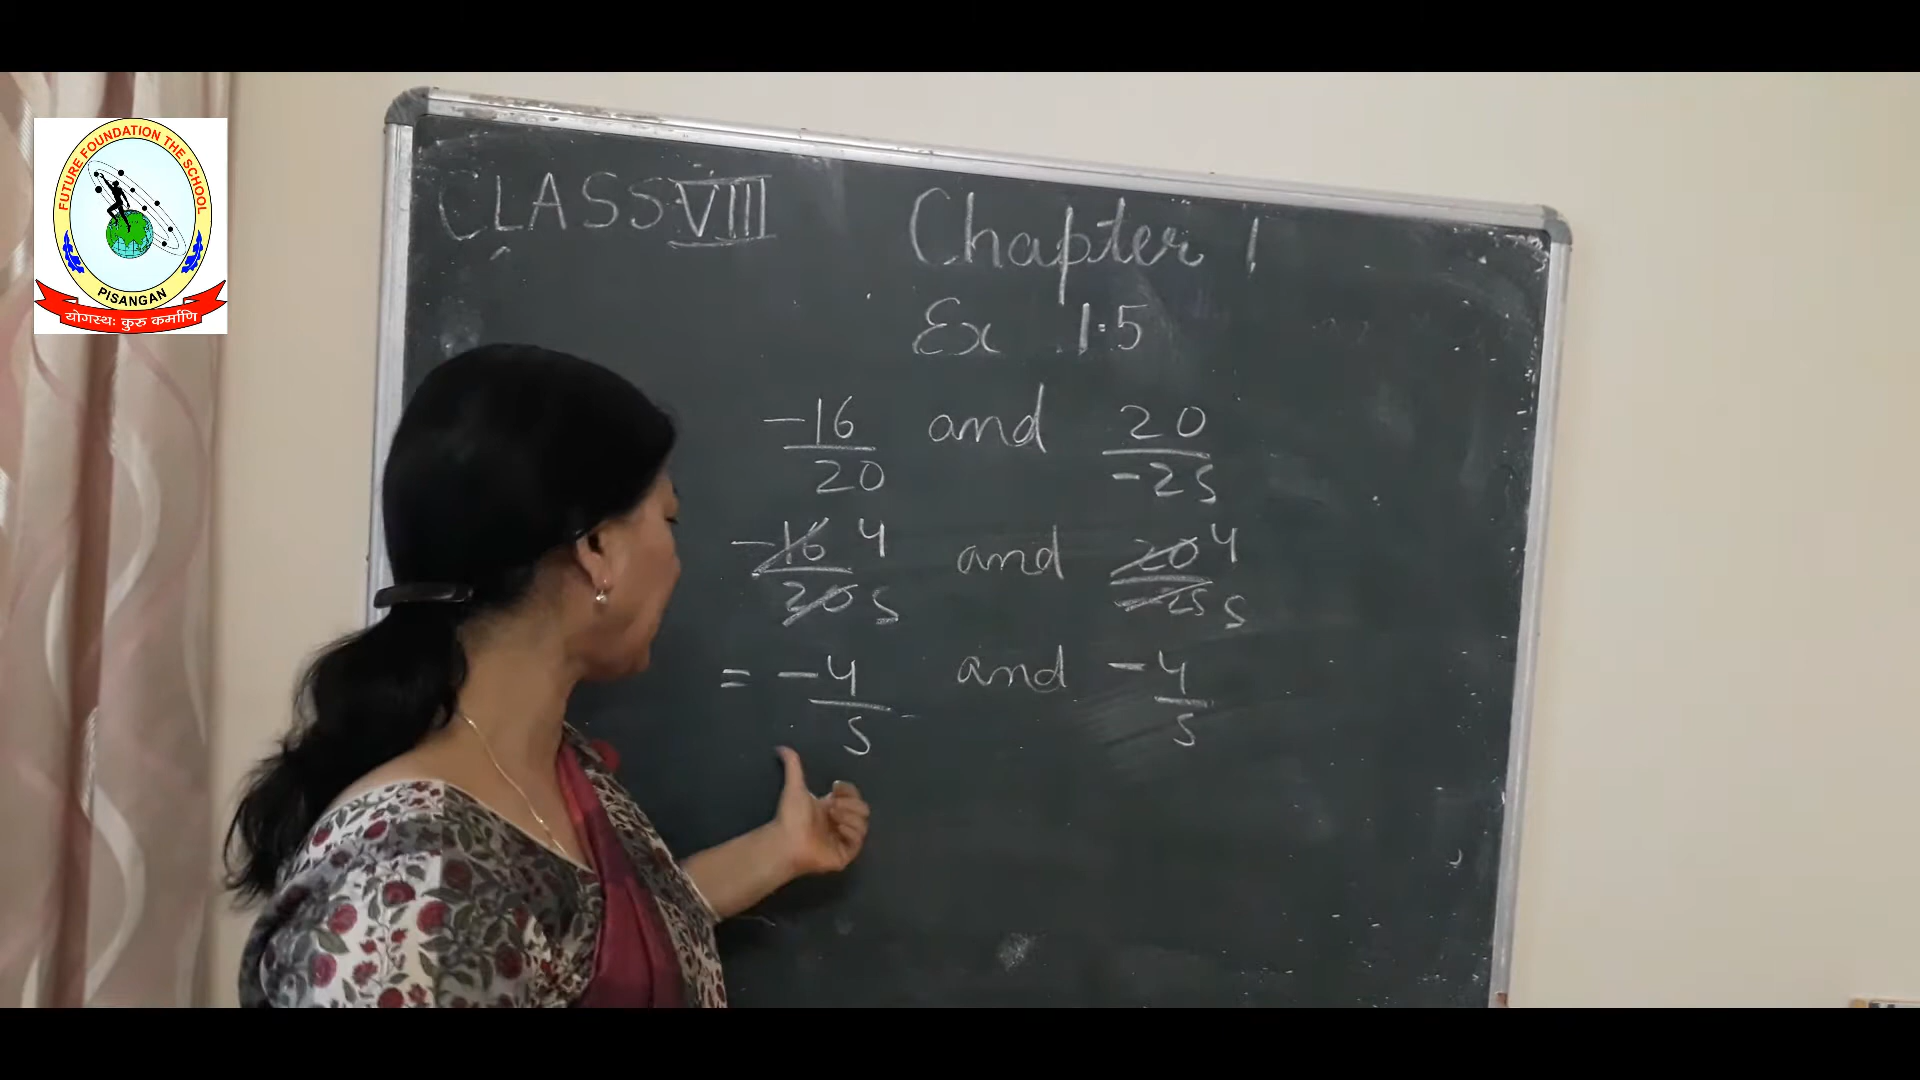 FUTURE FOUNDATION THE SCHOOL
PISANGAN
योगस्थः कुरु कर्माणि
CLASS VIII Chapter 1
Ex 1.5
-16 and 20
20 -25
-16 4 and 20 4
20 5 -25 5
= -4 and -4
5 5